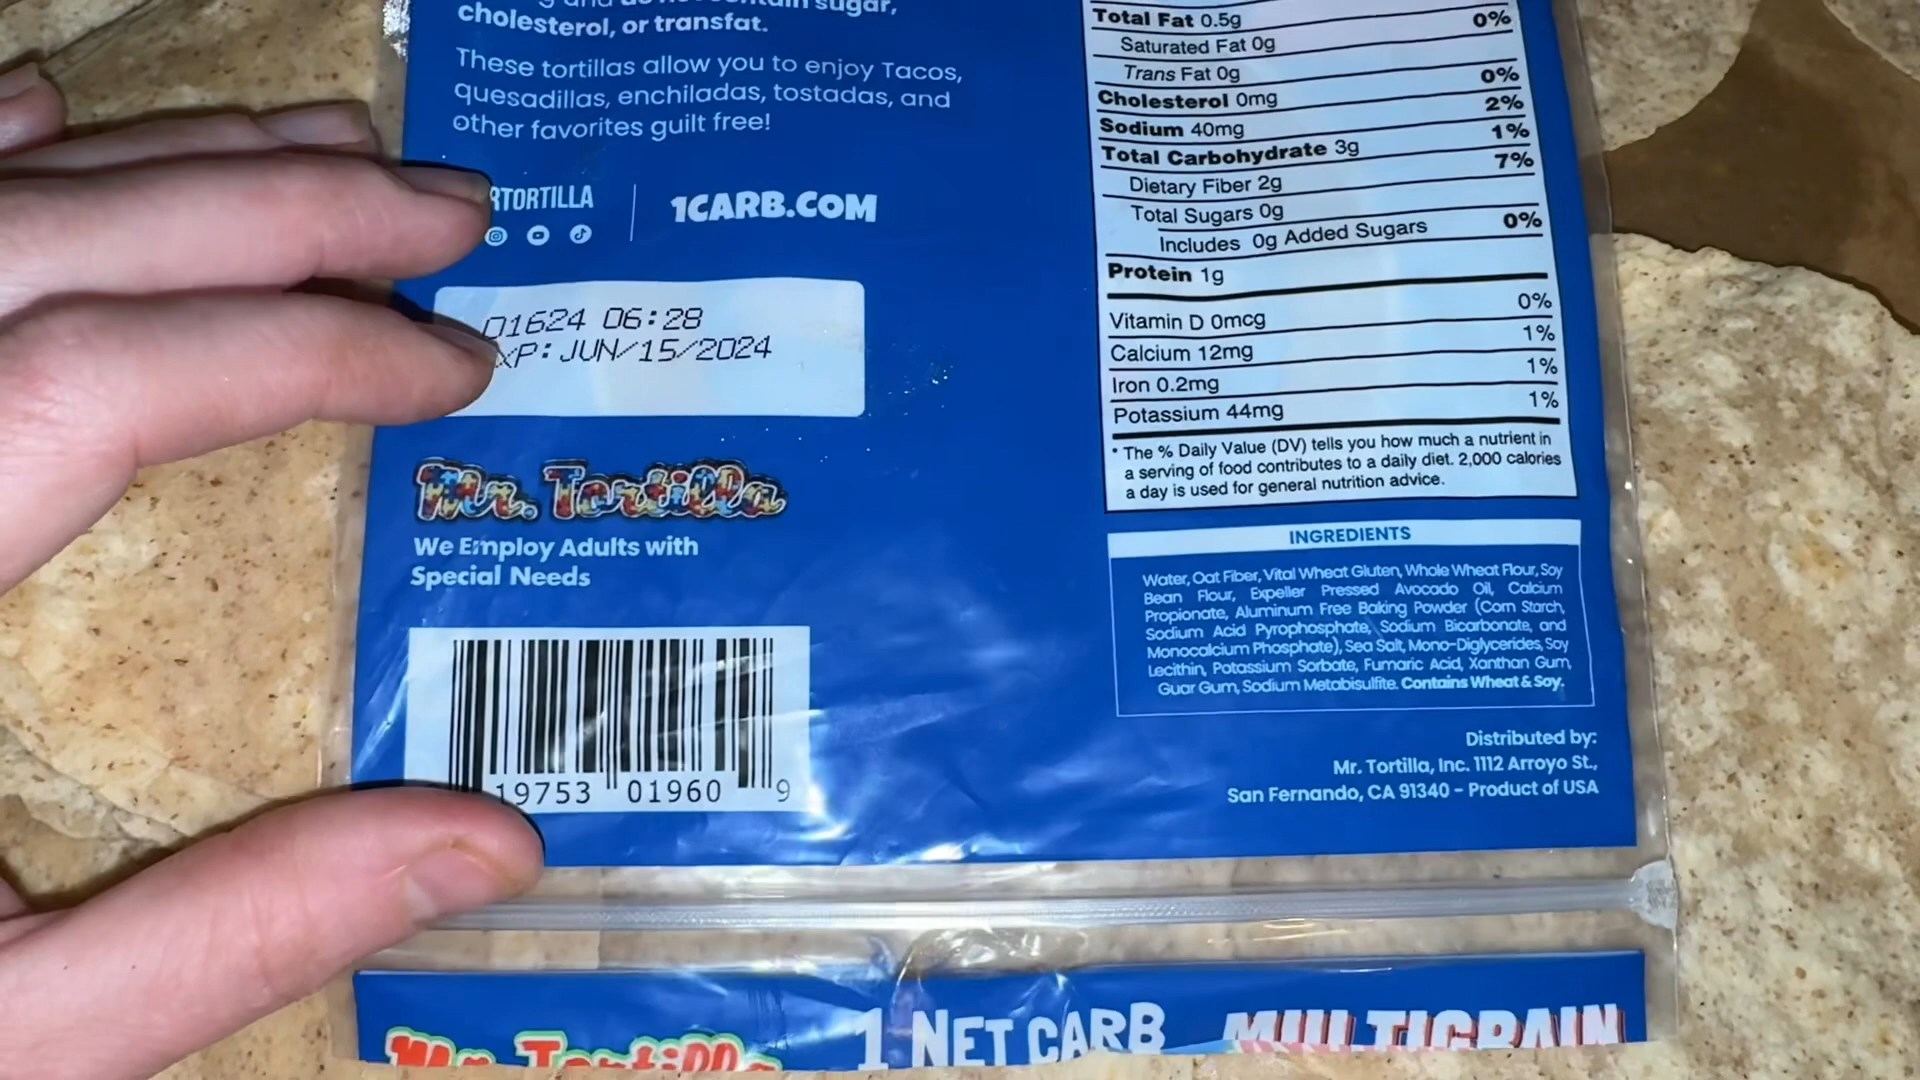 sugar,
cholesterol, or transfat.
These tortillas allow you to enjoy Tacos,
quesadillas, enchiladas, tostadas, and
other favorites guilt free!
RTORTILLA
1CARB.COM
01624 06:28
XP: JUN/15/2024
Mr. Tortilla
We Employ Adults with
Special Needs
19753 01960 9
Total Fat 0.5g 0%
Saturated Fat 0g
Trans Fat 0g 0%
Cholesterol 0mg 2%
Sodium 40mg 1%
Total Carbohydrate 3g 7%
Dietary Fiber 2g
Total Sugars 0g
Includes 0g Added Sugars 0%
Protein 1g
Vitamin D 0mcg 0%
Calcium 12mg 1%
Iron 0.2mg 1%
Potassium 44mg 1%
* The % Daily Value (DV) tells you how much a nutrient in
a serving of food contributes to a daily diet. 2,000 calories
a day is used for general nutrition advice.
INGREDIENTS
Water, Oat Fiber, Vital Wheat Gluten, Whole Wheat Flour, Soy
Bean Flour, Expeller Pressed Avocado Oil, Calcium
Propionate, Aluminum Free Baking Powder (Corn Starch,
Sodium Acid Pyrophosphate, Sodium Bicarbonate, and
Monocalcium Phosphate), Sea Salt, Mono-Diglycerides, Soy
Lecithin, Potassium Sorbate, Fumaric Acid, Xanthan Gum,
Guar Gum, Sodium Metabisulfite. Contains Wheat & Soy.
Distributed by:
Mr. Tortilla, Inc. 1112 Arroyo St.,
San Fernando, CA 91340 - Product of USA
Mr. Tortilla 1 NET CARB MULTIGRAIN